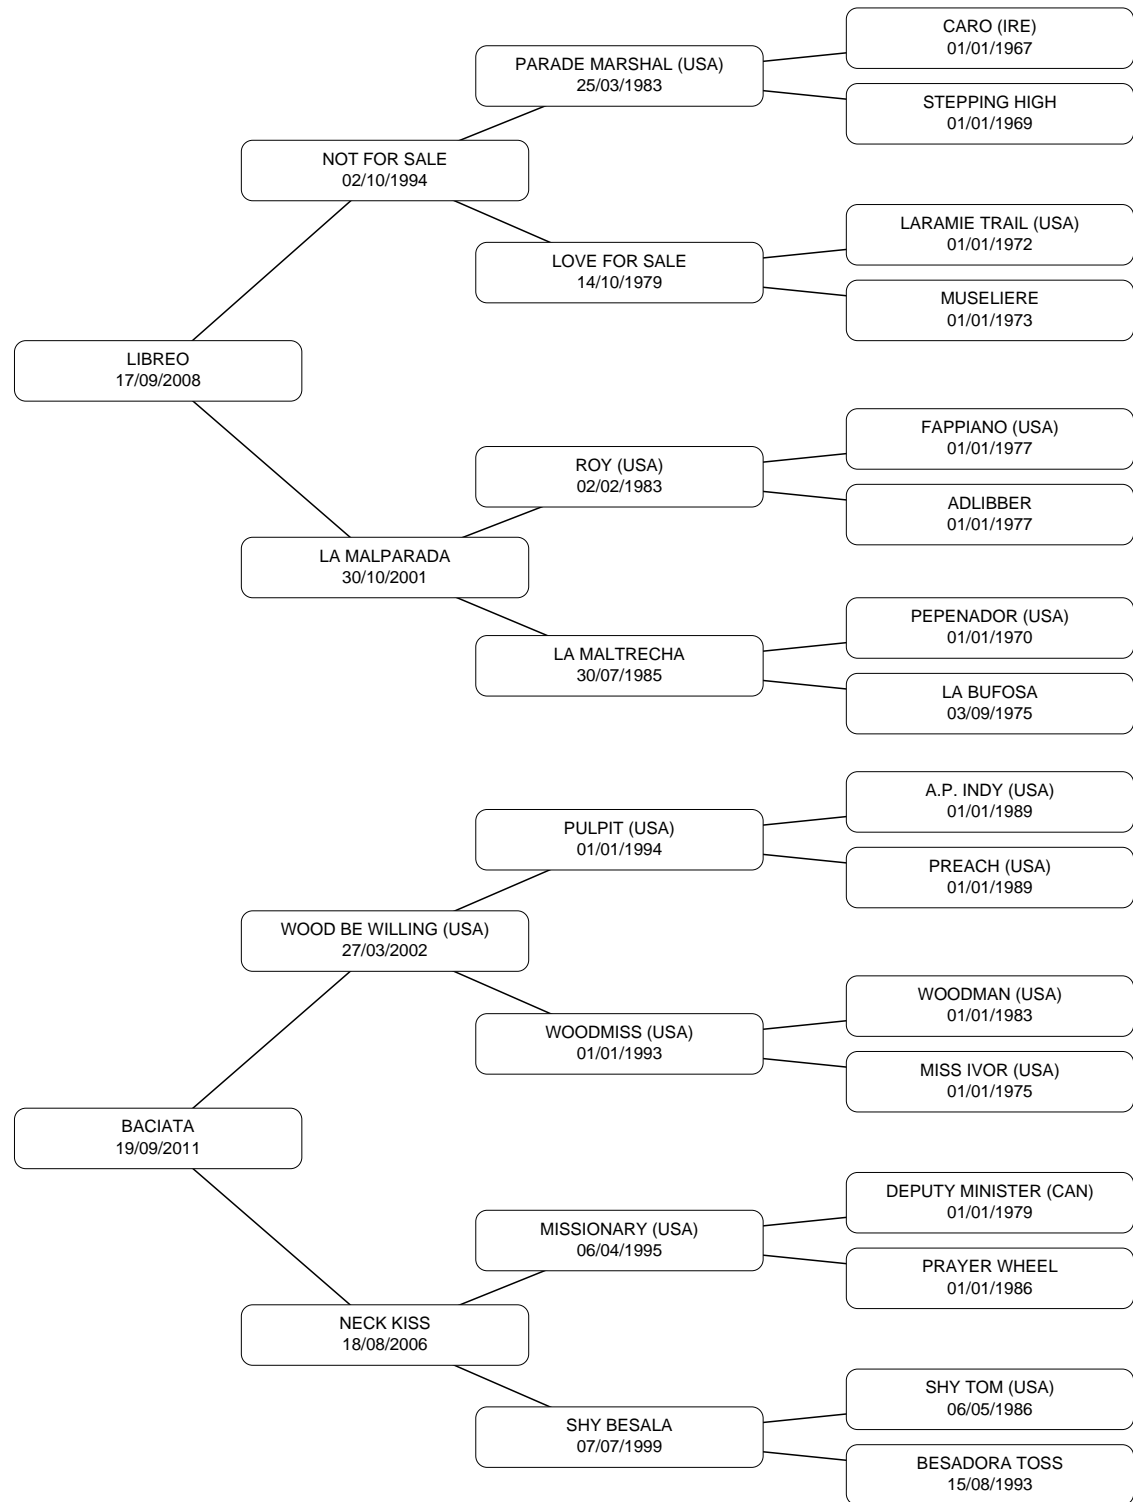 CARO (IRE)
01/01/1967
PARADE MARSHAL (USA)
25/03/1983
STEPPING HIGH
01/01/1969
NOT FOR SALE
02/10/1994
LARAMIE TRAIL (USA)
01/01/1972
LOVE FOR SALE
14/10/1979
MUSELIERE
01/01/1973
LIBREO
17/09/2008
FAPPIANO (USA)
01/01/1977
ROY (USA)
02/02/1983
ADLIBBER
01/01/1977
LA MALPARADA
30/10/2001
PEPENADOR (USA)
01/01/1970
LA MALTRECHA
30/07/1985
LA BUFOSA
03/09/1975
A.P. INDY (USA)
01/01/1989
PULPIT (USA)
01/01/1994
PREACH (USA)
01/01/1989
WOOD BE WILLING (USA)
27/03/2002
WOODMAN (USA)
01/01/1983
WOODMISS (USA)
01/01/1993
MISS IVOR (USA)
01/01/1975
BACIATA
19/09/2011
DEPUTY MINISTER (CAN)
01/01/1979
MISSIONARY (USA)
06/04/1995
PRAYER WHEEL
01/01/1986
NECK KISS
18/08/2006
SHY TOM (USA)
06/05/1986
SHY BESALA
07/07/1999
BESADORA TOSS
15/08/1993